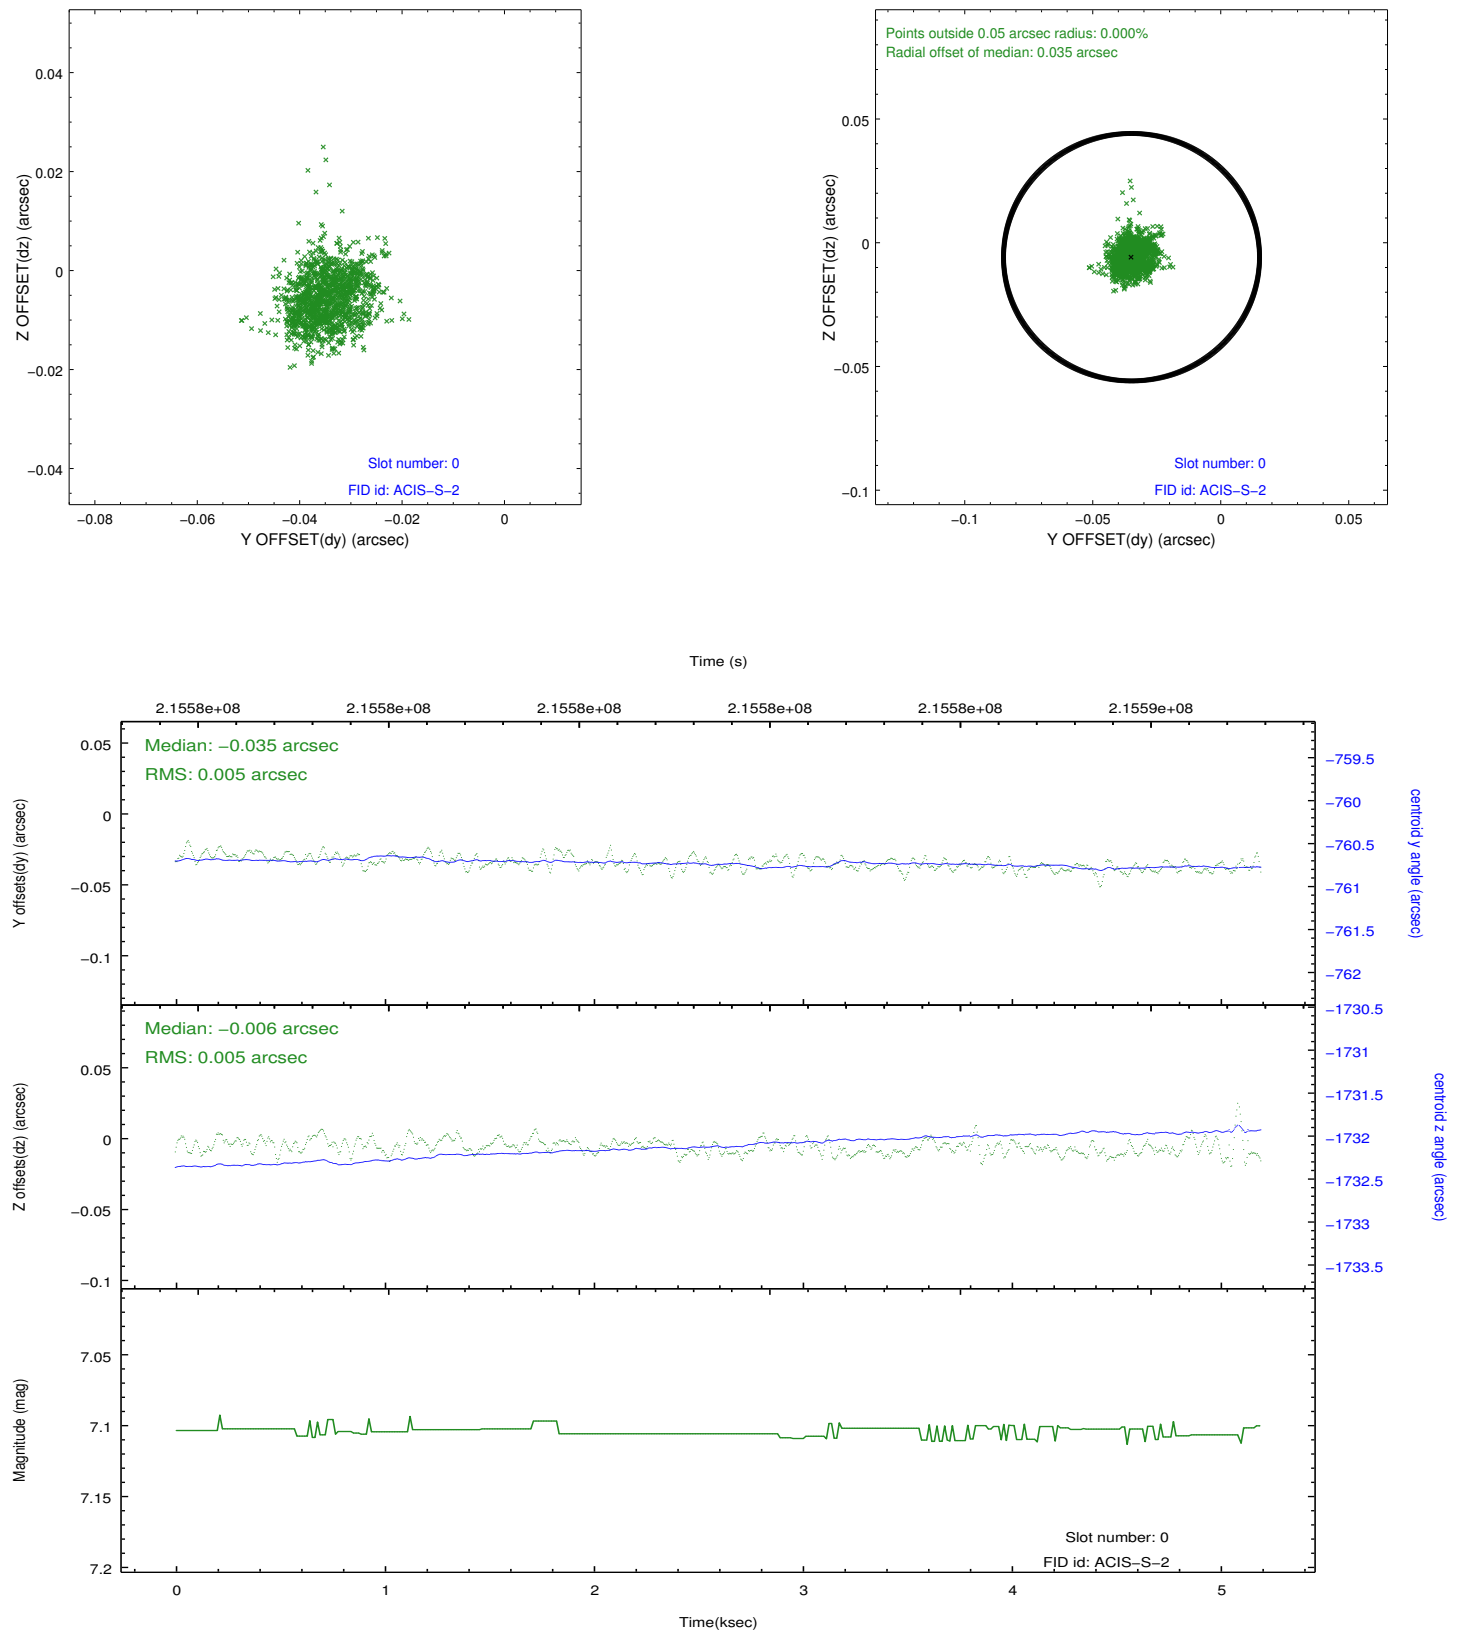 0.04
0.02
0
−0.02
−0.04
Z OFFSET(dz) (arcsec)
Slot number: 0
FID id: ACIS−S−2
−0.08 −0.06 −0.04 −0.02 0
Y OFFSET(dy) (arcsec)
Points outside 0.05 arcsec radius: 0.000%
Radial offset of median: 0.035 arcsec
0.05
0
−0.05
−0.1
Z OFFSET(dz) (arcsec)
Slot number: 0
FID id: ACIS−S−2
−0.1 −0.05 0 0.05
Y OFFSET(dy) (arcsec)
Time (s)
2.1558e+08 2.1558e+08 2.1558e+08 2.1558e+08 2.1558e+08 2.1559e+08
Median: −0.035 arcsec
RMS: 0.005 arcsec
0.05
0
−0.05
−0.1
Y offsets(dy) (arcsec)
−759.5
−760
−760.5
−761
−761.5
−762
centroid y angle (arcsec)
Median: −0.006 arcsec
RMS: 0.005 arcsec
0.05
0
−0.05
−0.1
Z offsets(dz) (arcsec)
−1730.5
−1731
−1731.5
−1732
−1732.5
−1733
−1733.5
centroid z angle (arcsec)
7.05
7.1
7.15
7.2
Magnitude (mag)
Slot number: 0
FID id: ACIS−S−2
0 1 2 3 4 5
Time(ksec)